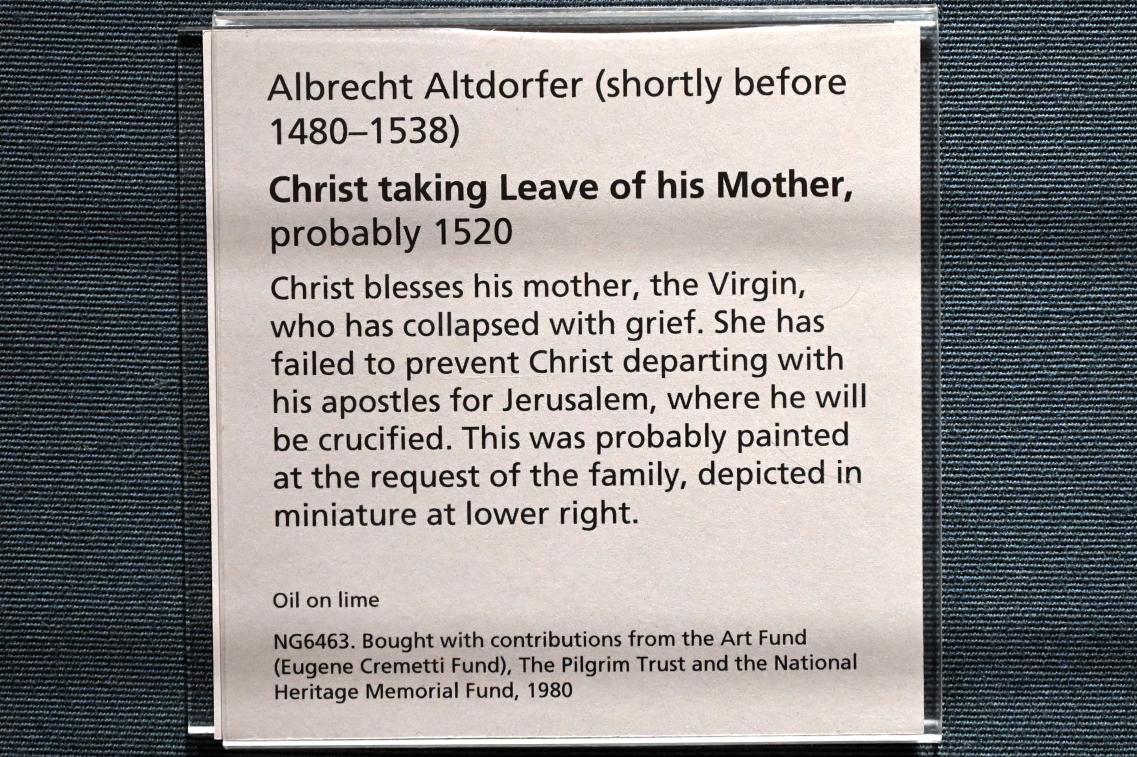 Albrecht Altdorfer (shortly before
1480–1538)
Christ taking Leave of his Mother,
probably 1520
Christ blesses his mother, the Virgin,
who has collapsed with grief. She has
failed to prevent Christ departing with
his apostles for Jerusalem, where he will
be crucified. This was probably painted
at the request of the family, depicted in
miniature at lower right.
Oil on lime
NG6463. Bought with contributions from the Art Fund
(Eugene Cremetti Fund), The Pilgrim Trust and the National
Heritage Memorial Fund, 1980